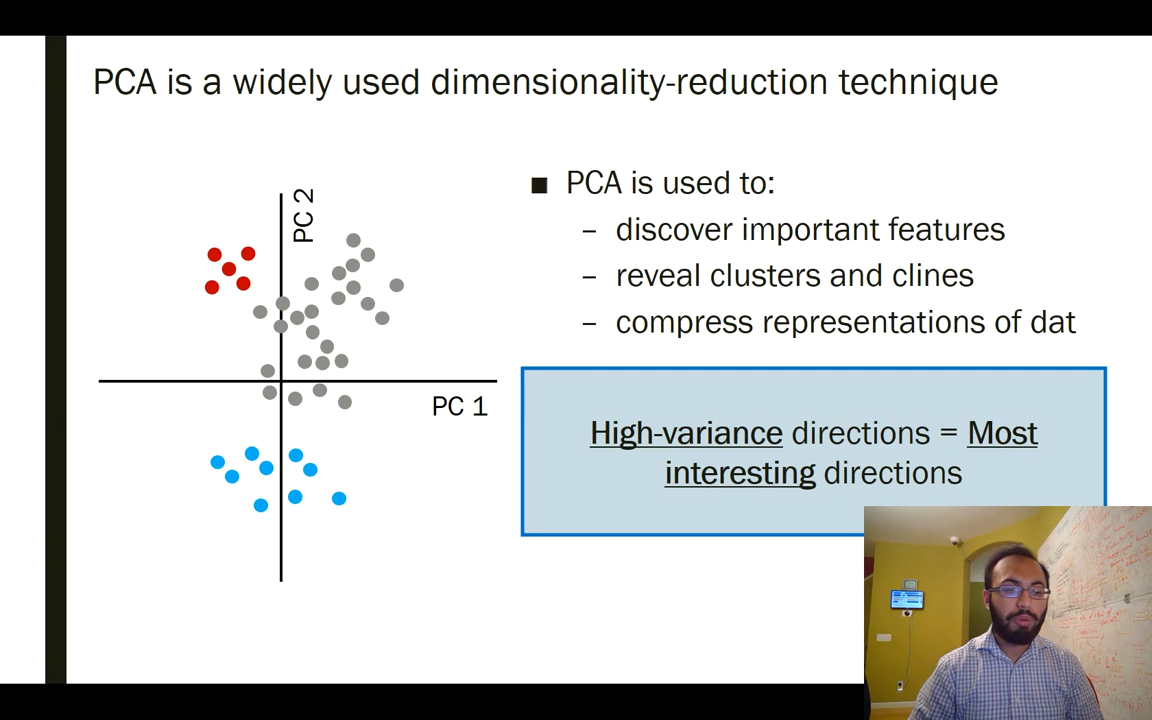 PCA is a widely used dimensionality-reduction technique
PC 2
PC 1
■ PCA is used to:
– discover important features
– reveal clusters and clines
– compress representations of dat
High-variance directions = Most
interesting directions